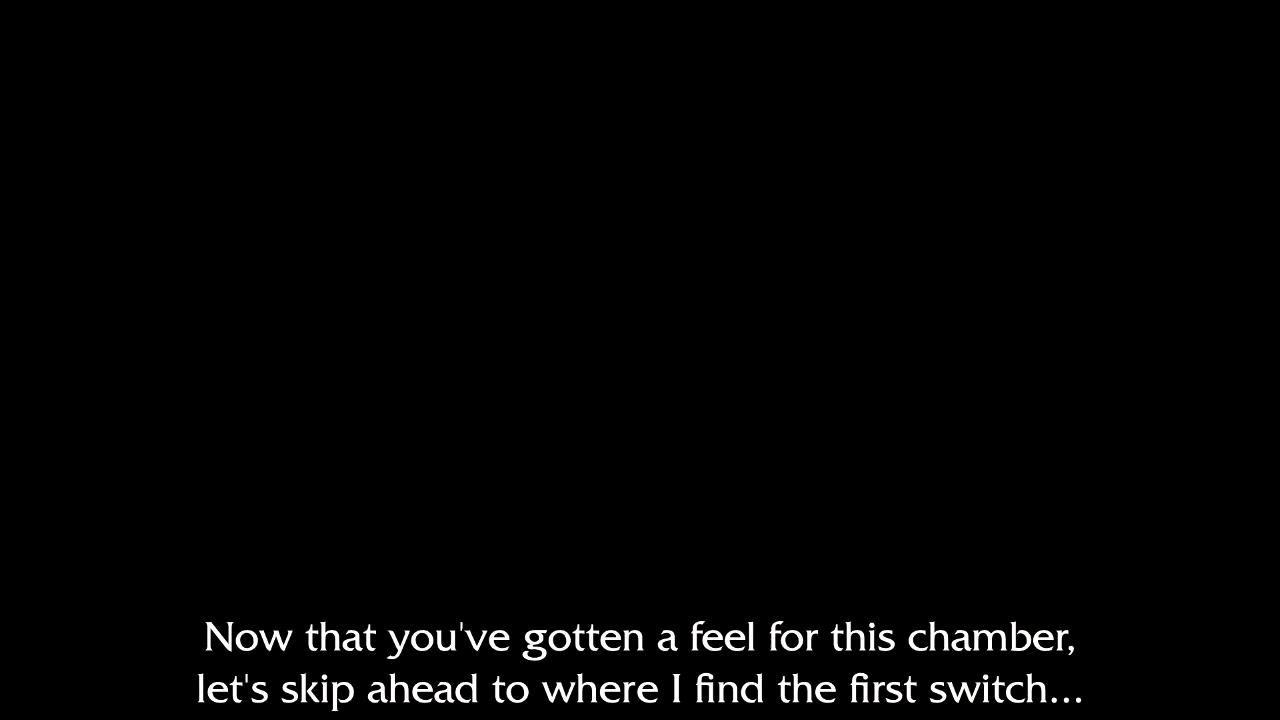 Now that you've gotten a feel for this chamber,
let's skip ahead to where I find the first switch...